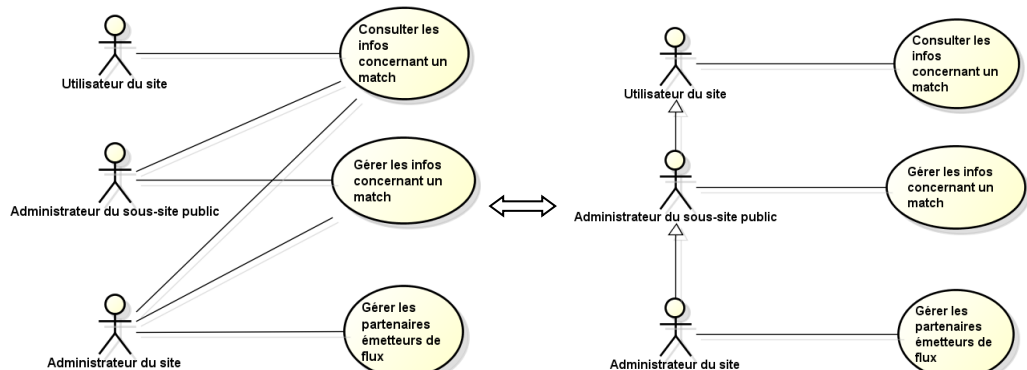 Consulter les
infos
concernant un
match
Utilisateur du site
Gérer les infos
concernant un
match
Administrateur du sous-site public
Gérer les
partenaires
émetteurs de
flux
Administrateur du site
Consulter les
infos
concernant un
match
Utilisateur du site
Gérer les infos
concernant un
match
Administrateur du sous-site public
Gérer les
partenaires
émetteurs de
flux
Administrateur du site